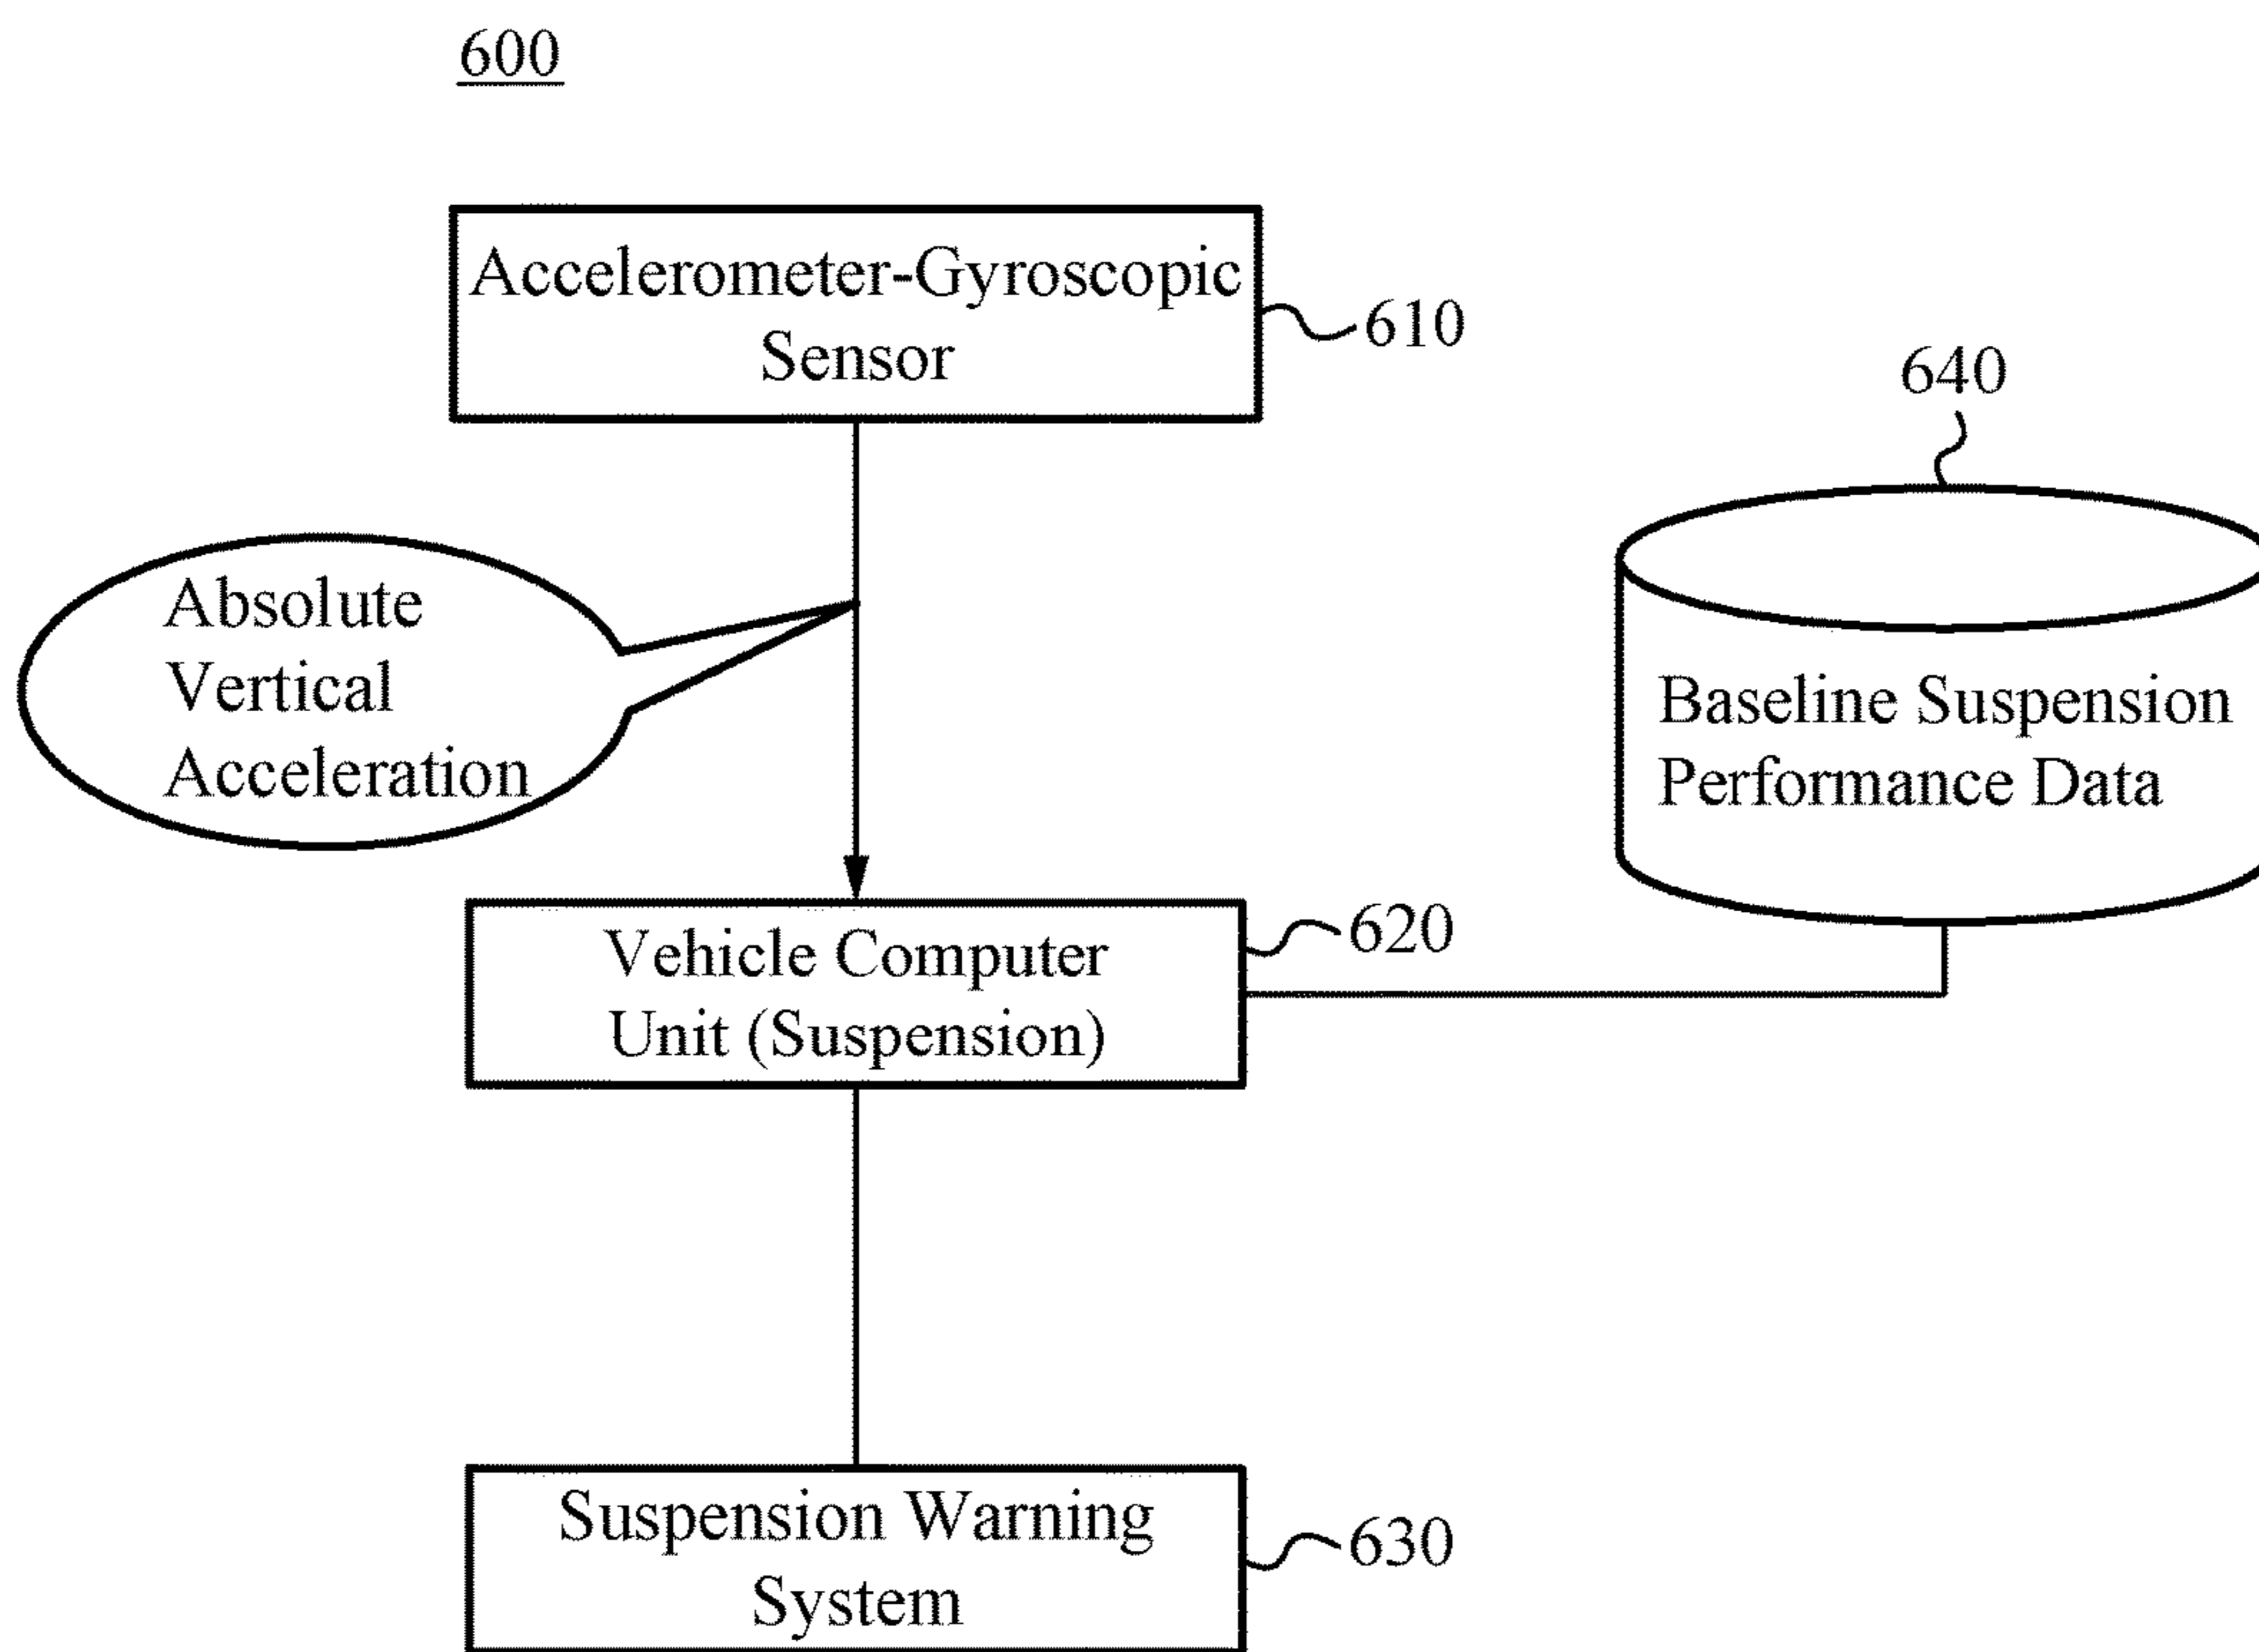 600
Accelerometer-Gyroscopic
Sensor
610
640
Absolute
Vertical
Acceleration
Baseline Suspension
Performance Data
Vehicle Computer
Unit (Suspension)
620
Suspension Warning
System
630